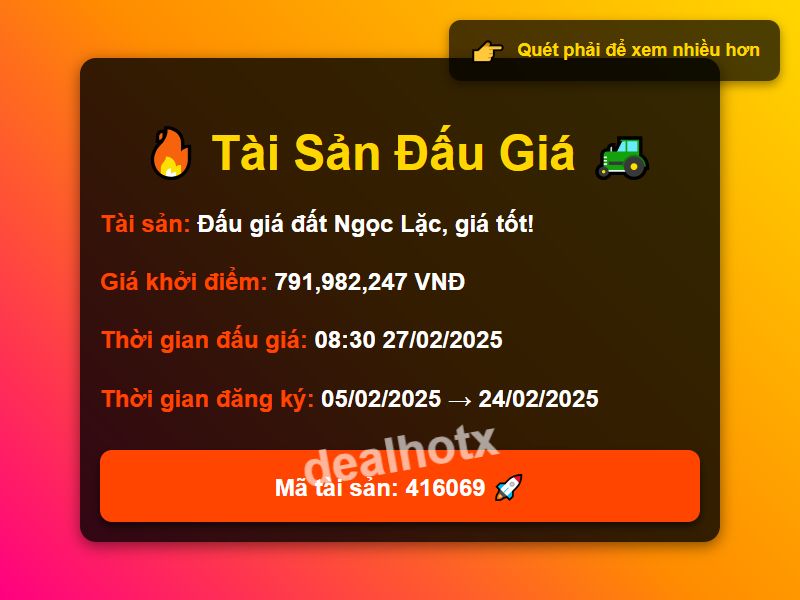 Quét phải để xem nhiều hơn
Tài Sản Đấu Giá
Tài sản: Đấu giá đất Ngọc Lặc, giá tốt!
Giá khởi điểm: 791,982,247 VNĐ
Thời gian đấu giá: 08:30 27/02/2025
Thời gian đăng ký: 05/02/2025 → 24/02/2025
dealhotx
Mã tài sản: 416069